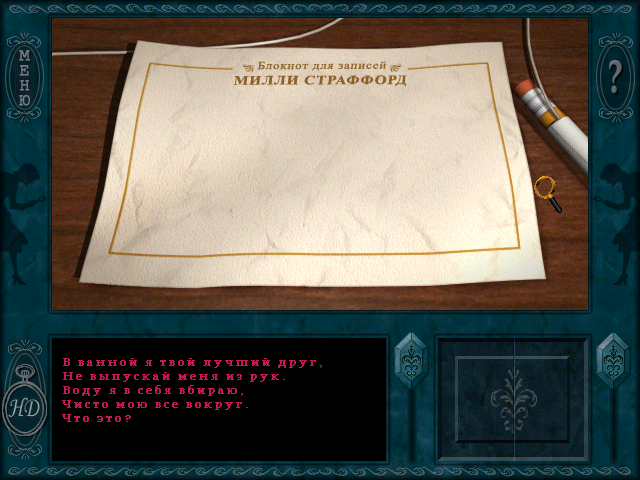 МЕНЮ
?
Блокнот для записей
МИЛЛИ СТРАФФОРД
В ванной я твой лучший друг,
Не выпускай меня из рук.
Воду я в себя вбираю,
Чисто мою все вокруг.
Что это?
ND